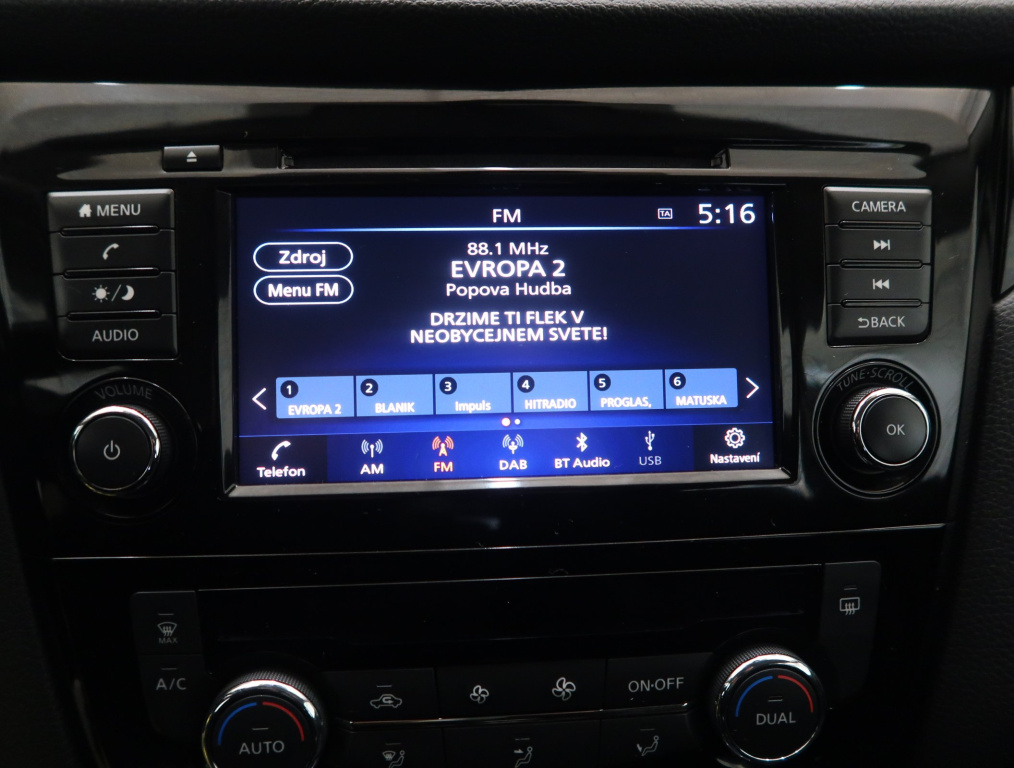 MENU
AUDIO
VOLUME
FM TA 5:16
Zdroj
Menu FM
88.1 MHz
EVROPA 2
Popova Hudba
DRZIME TI FLEK V
NEOBYCEJNEM SVETE!
1 2 3 4 5 6
EVROPA 2 BLANIK Impuls HITRADIO PROGLAS, MATUSKA
Telefon AM FM DAB BT Audio USB Nastavení
CAMERA
BACK
TUNE·SCROLL
OK
MAX
A/C
AUTO
ON·OFF
DUAL